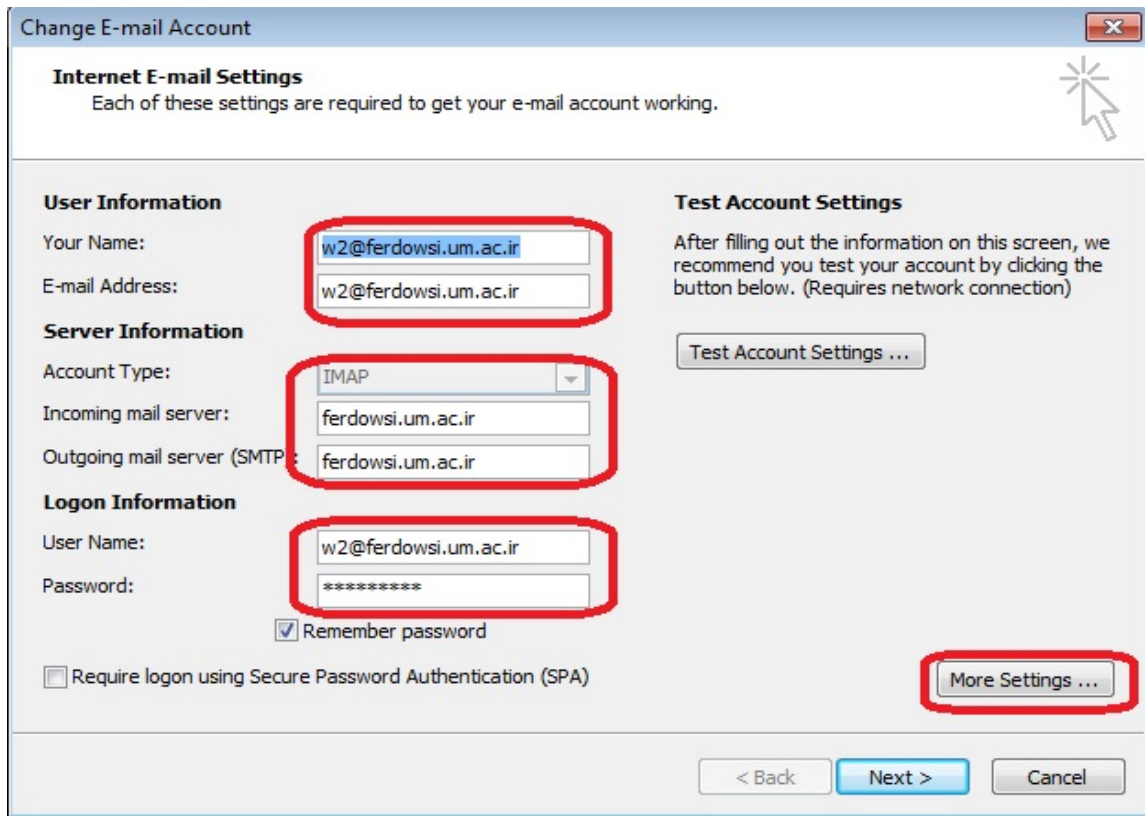 Change E-mail Account
Internet E-mail Settings
Each of these settings are required to get your e-mail account working.
User Information
Your Name:
w2@ferdowsi.um.ac.ir
E-mail Address:
w2@ferdowsi.um.ac.ir
Server Information
Account Type:
IMAP
Incoming mail server:
ferdowsi.um.ac.ir
Outgoing mail server (SMTP):
ferdowsi.um.ac.ir
Logon Information
User Name:
w2@ferdowsi.um.ac.ir
Password:
*********
Remember password
Require logon using Secure Password Authentication (SPA)
Test Account Settings
After filling out the information on this screen, we
recommend you test your account by clicking the
button below. (Requires network connection)
Test Account Settings ...
More Settings ...
< Back
Next >
Cancel